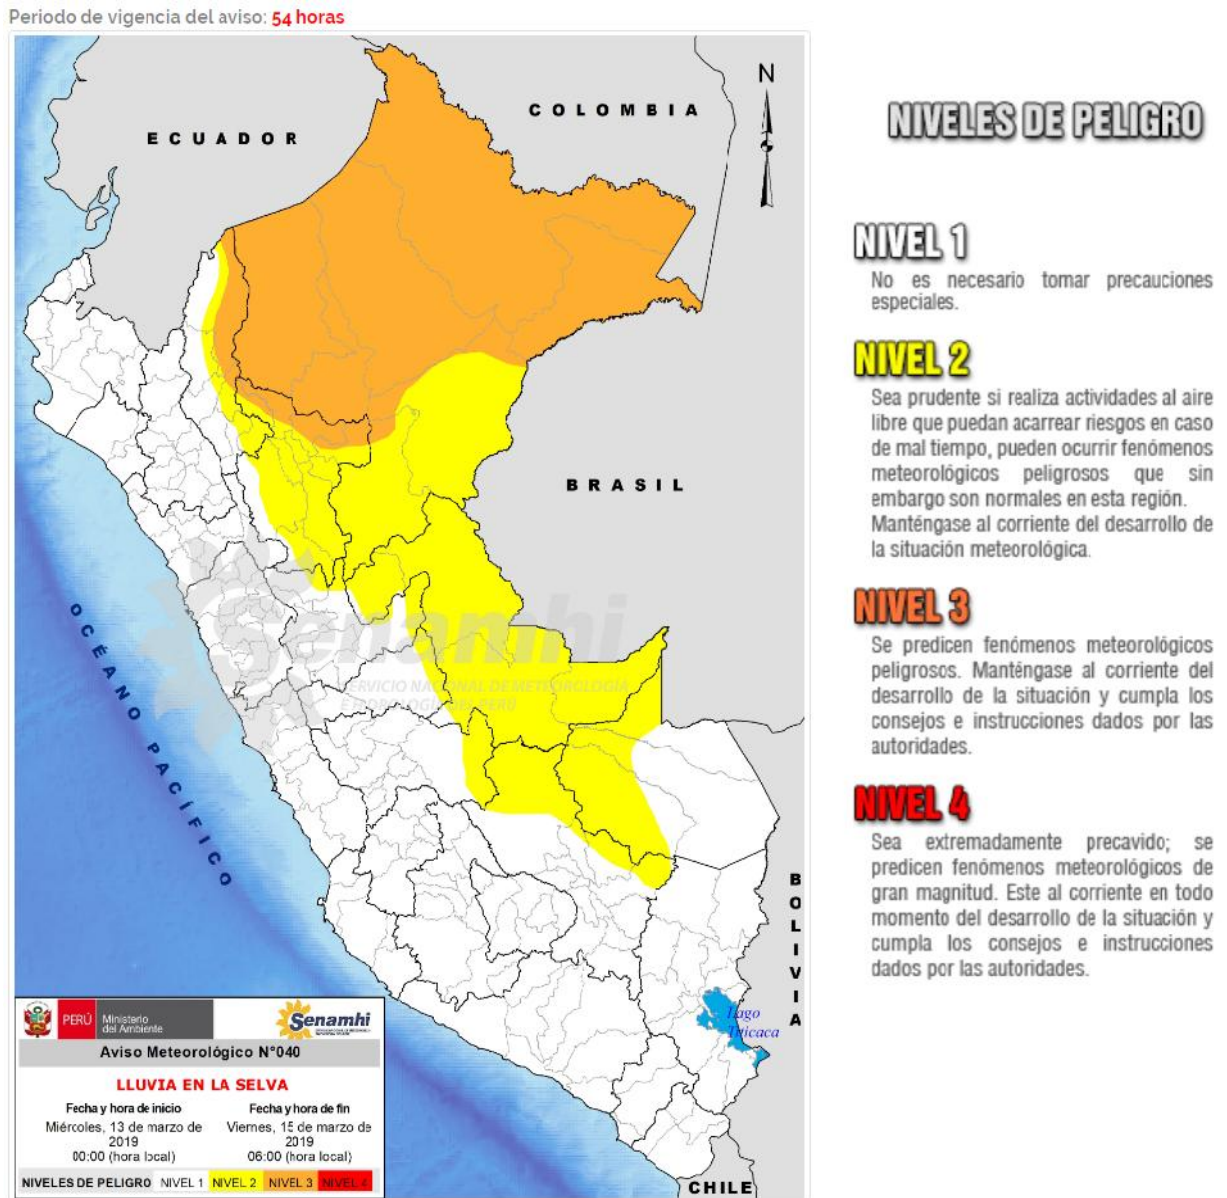 Periodo de vigencia del aviso: 54 horas
N
COLOMBIA
ECUADOR
BRASIL
OCÉANO PACÍFICO
Senamhi
SERVICIO NACIONAL DE METEOROLOGÍA
E HIDROLOGÍA DEL PERÚ
BOLIVIA
Lago
Titicaca
CHILE
PERÚ
Ministerio
del Ambiente
Senamhi
Aviso Meteorológico N°040
LLUVIA EN LA SELVA
Fecha y hora de inicio
Miércoles, 13 de marzo de
2019
00:00 (hora local)
Fecha y hora de fin
Viernes, 15 de marzo de
2019
06:00 (hora local)
NIVELES DE PELIGRO NIVEL 1 NIVEL 2 NIVEL 3 NIVEL 4
NIVELES DE PELIGRO
NIVEL 1
No es necesario tomar precauciones
especiales.
NIVEL 2
Sea prudente si realiza actividades al aire
libre que puedan acarrear riesgos en caso
de mal tiempo, pueden ocurrir fenómenos
meteorológicos peligrosos que sin
embargo son normales en esta región.
Manténgase al corriente del desarrollo de
la situación meteorológica.
NIVEL 3
Se predicen fenómenos meteorológicos
peligrosos. Manténgase al corriente del
desarrollo de la situación y cumpla los
consejos e instrucciones dados por las
autoridades.
NIVEL 4
Sea extremadamente precavido; se
predicen fenómenos meteorológicos de
gran magnitud. Este al corriente en todo
momento del desarrollo de la situación y
cumpla los consejos e instrucciones
dados por las autoridades.